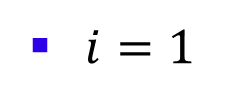 ▪ i = 1